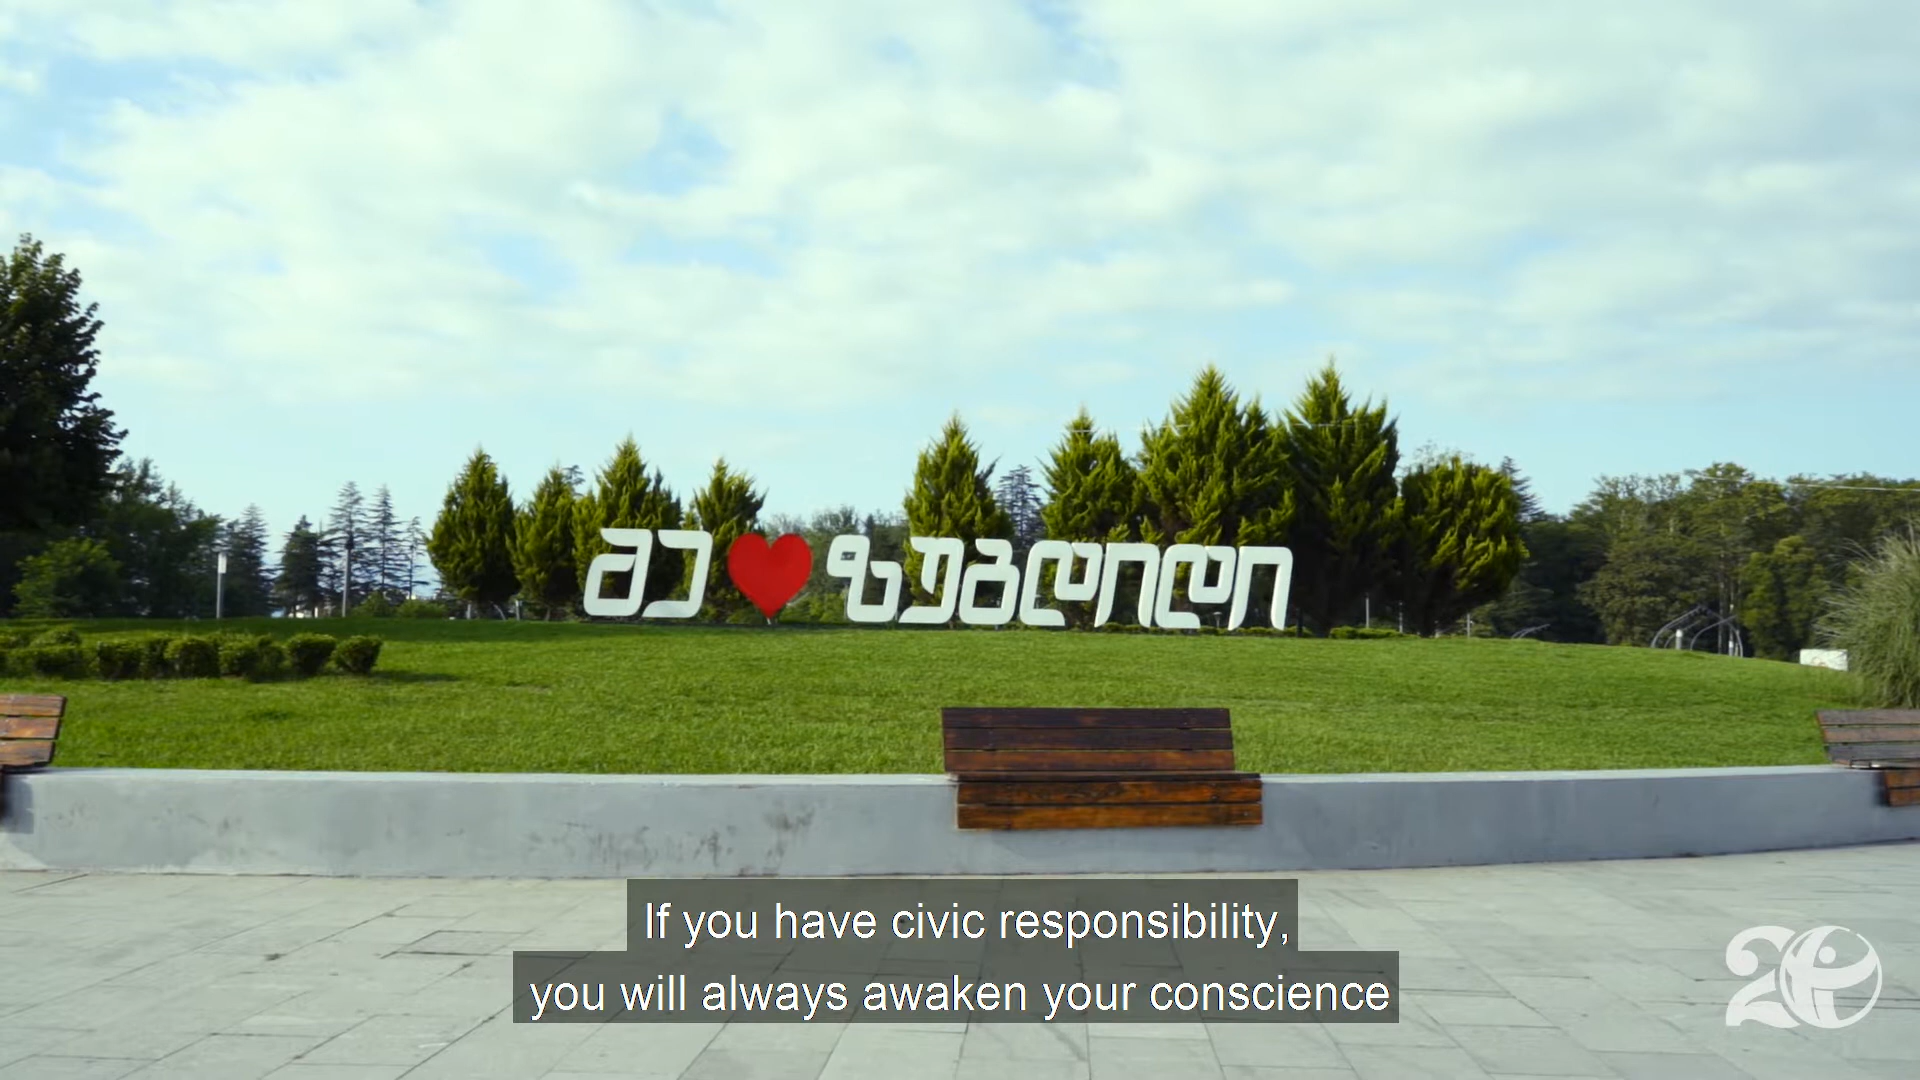 მე ❤ ზუგდიდი
If you have civic responsibility,
you will always awaken your conscience
20